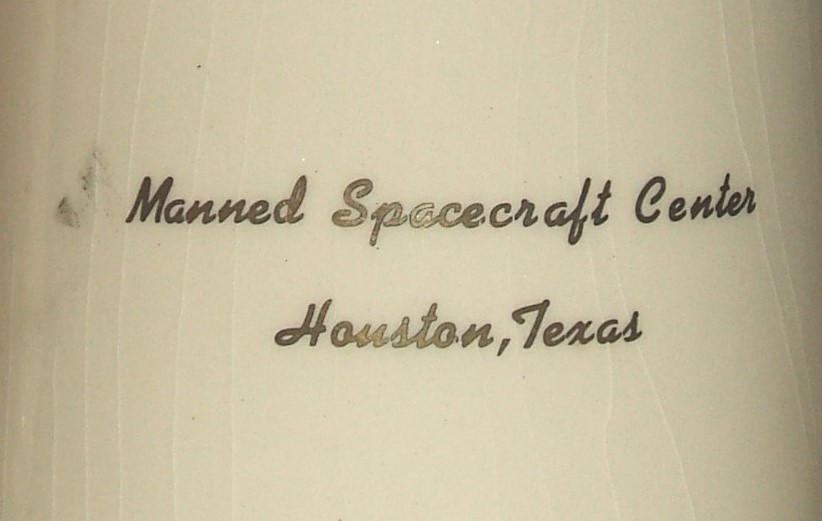 Manned Spacecraft Center
Houston, Texas